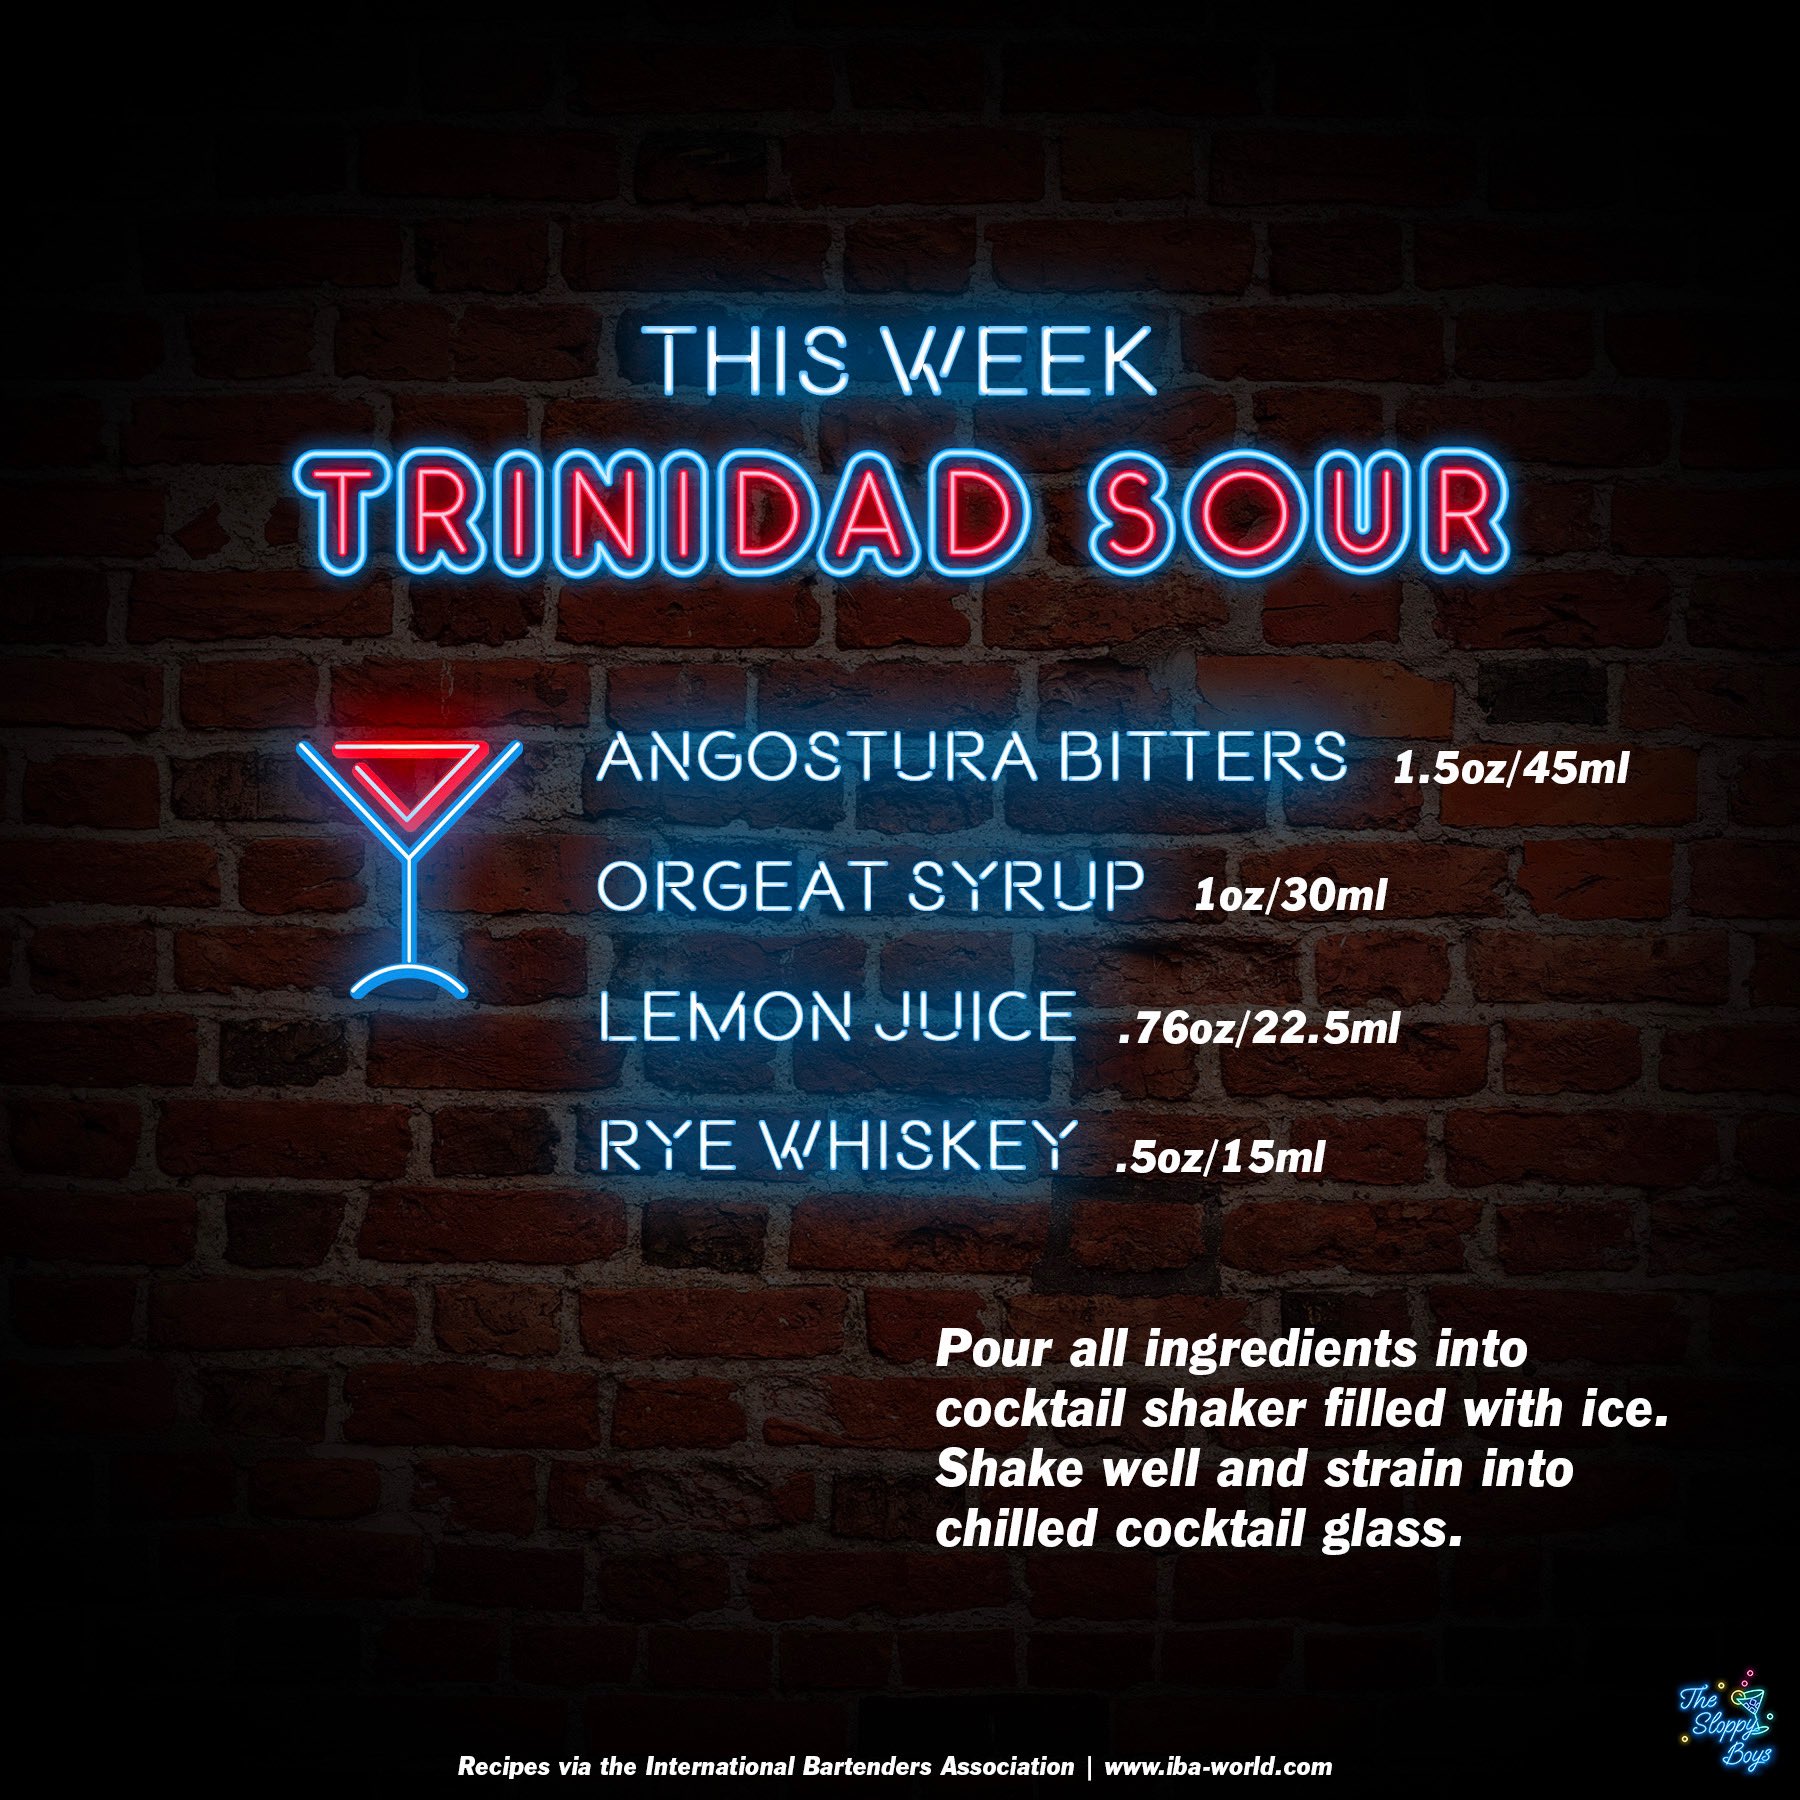 THIS WEEK
TRINIDAD SOUR
ANGOSTURA BITTERS 1.5oz/45ml
ORGEAT SYRUP 1oz/30ml
LEMON JUICE .76oz/22.5ml
RYE WHISKEY .5oz/15ml
Pour all ingredients into
cocktail shaker filled with ice.
Shake well and strain into
chilled cocktail glass.
Recipes via the International Bartenders Association | www.iba-world.com
The
Sloppy
Boys